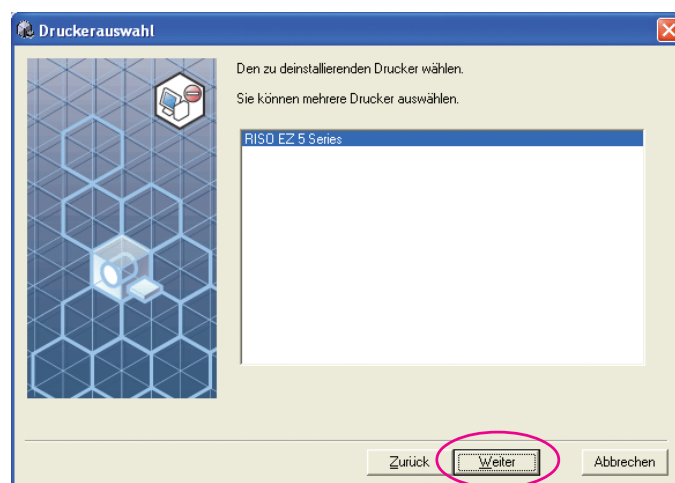 Druckerauswahl
Den zu deinstallierenden Drucker wählen.
Sie können mehrere Drucker auswählen.
RISO EZ 5 Series
Zurück
Weiter
Abbrechen